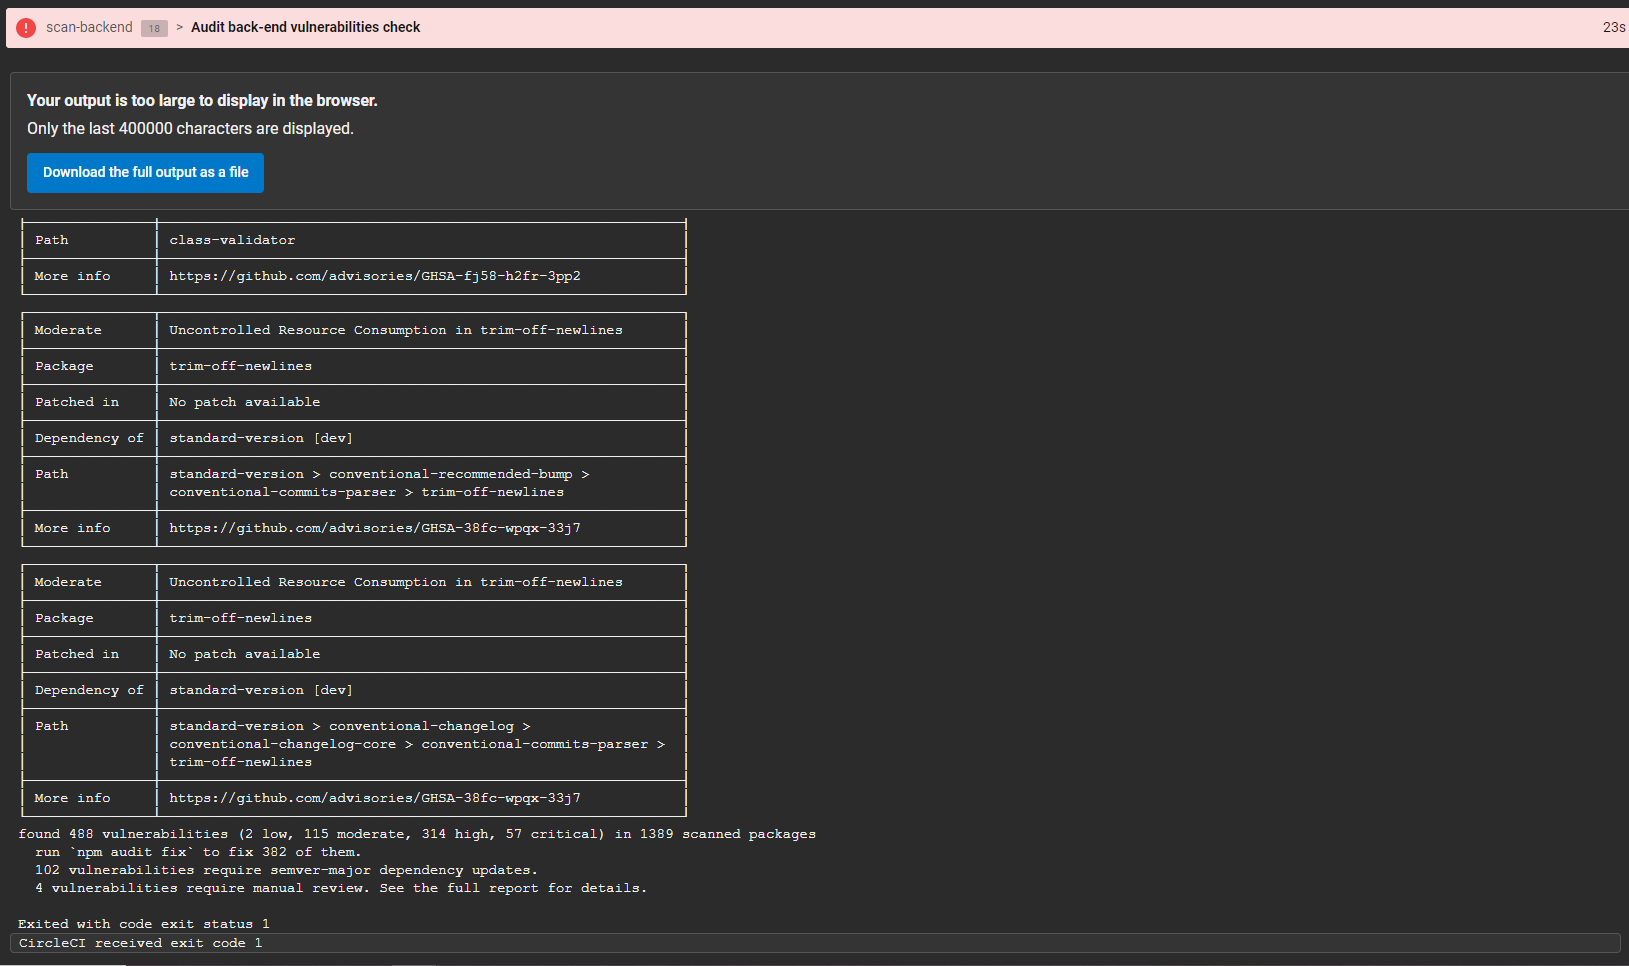 scan-backend 18 > Audit back-end vulnerabilities check 23s
Your output is too large to display in the browser.
Only the last 400000 characters are displayed.
Download the full output as a file
Path class-validator
More info https://github.com/advisories/GHSA-fj58-h2fr-3pp2
Moderate Uncontrolled Resource Consumption in trim-off-newlines
Package trim-off-newlines
Patched in No patch available
Dependency of standard-version [dev]
Path standard-version > conventional-recommended-bump >
conventional-commits-parser > trim-off-newlines
More info https://github.com/advisories/GHSA-38fc-wpqx-33j7
Moderate Uncontrolled Resource Consumption in trim-off-newlines
Package trim-off-newlines
Patched in No patch available
Dependency of standard-version [dev]
Path standard-version > conventional-changelog >
conventional-changelog-core > conventional-commits-parser >
trim-off-newlines
More info https://github.com/advisories/GHSA-38fc-wpqx-33j7
found 488 vulnerabilities (2 low, 115 moderate, 314 high, 57 critical) in 1389 scanned packages
run `npm audit fix` to fix 382 of them.
102 vulnerabilities require semver-major dependency updates.
4 vulnerabilities require manual review. See the full report for details.
Exited with code exit status 1
CircleCI received exit code 1